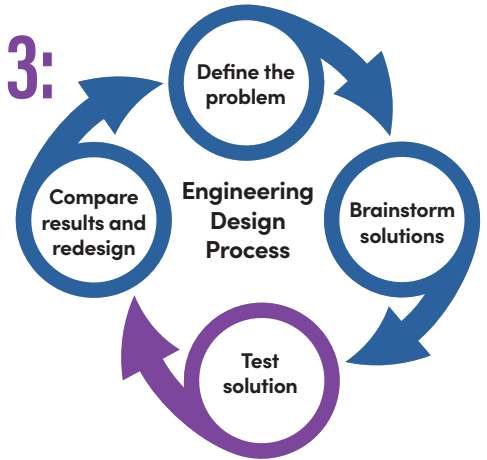 3:
Define the
problem
Engineering
Design
Process
Brainstorm
solutions
Test
solution
Compare
results and
redesign